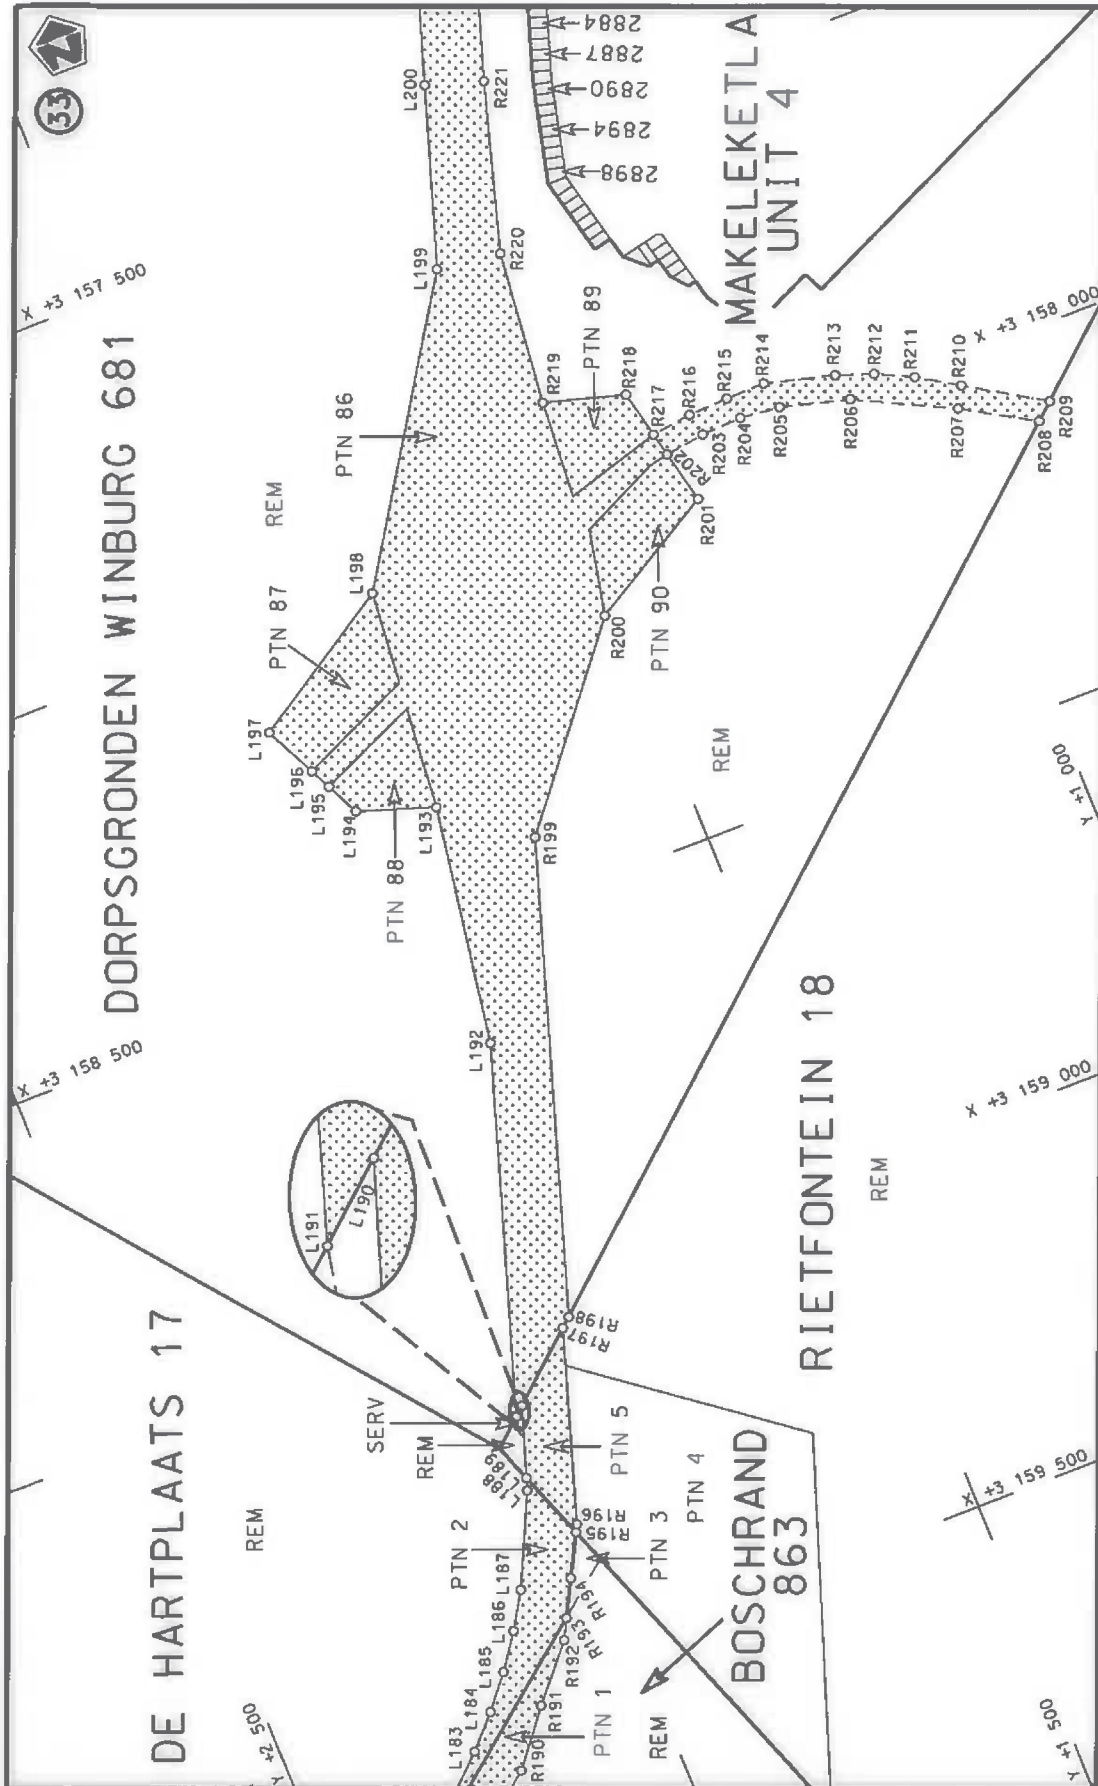 33
DORPSGRONDEN WINBURG 681
DE HARTPLAATS 17
RIETFONTEIN 18
BOSCHRAND
863
MAKELEKETLA
UNIT 4
X +3 157 500
X +3 158 000
X +3 158 500
X +3 159 000
X +3 159 500
Y +1 000
Y +1 500
Y +2 500
PTN 86
PTN 87
PTN 88
PTN 89
PTN 90
PTN 1
PTN 2
PTN 3
PTN 4
PTN 5
REM
REM
REM
REM
REM
REM
SERV
L183
L184
L185
L186
L187
L188
L189
L190
L191
L192
L193
L194
L195
L196
L197
L198
L199
L200
R190
R191
R192
R193
R194
R195
R196
R197
R198
R199
R200
R201
R202
R203
R204
R205
R206
R207
R208
R209
R210
R211
R212
R213
R214
R215
R216
R217
R218
R219
R220
R221
2884
2887
2890
2894
2898